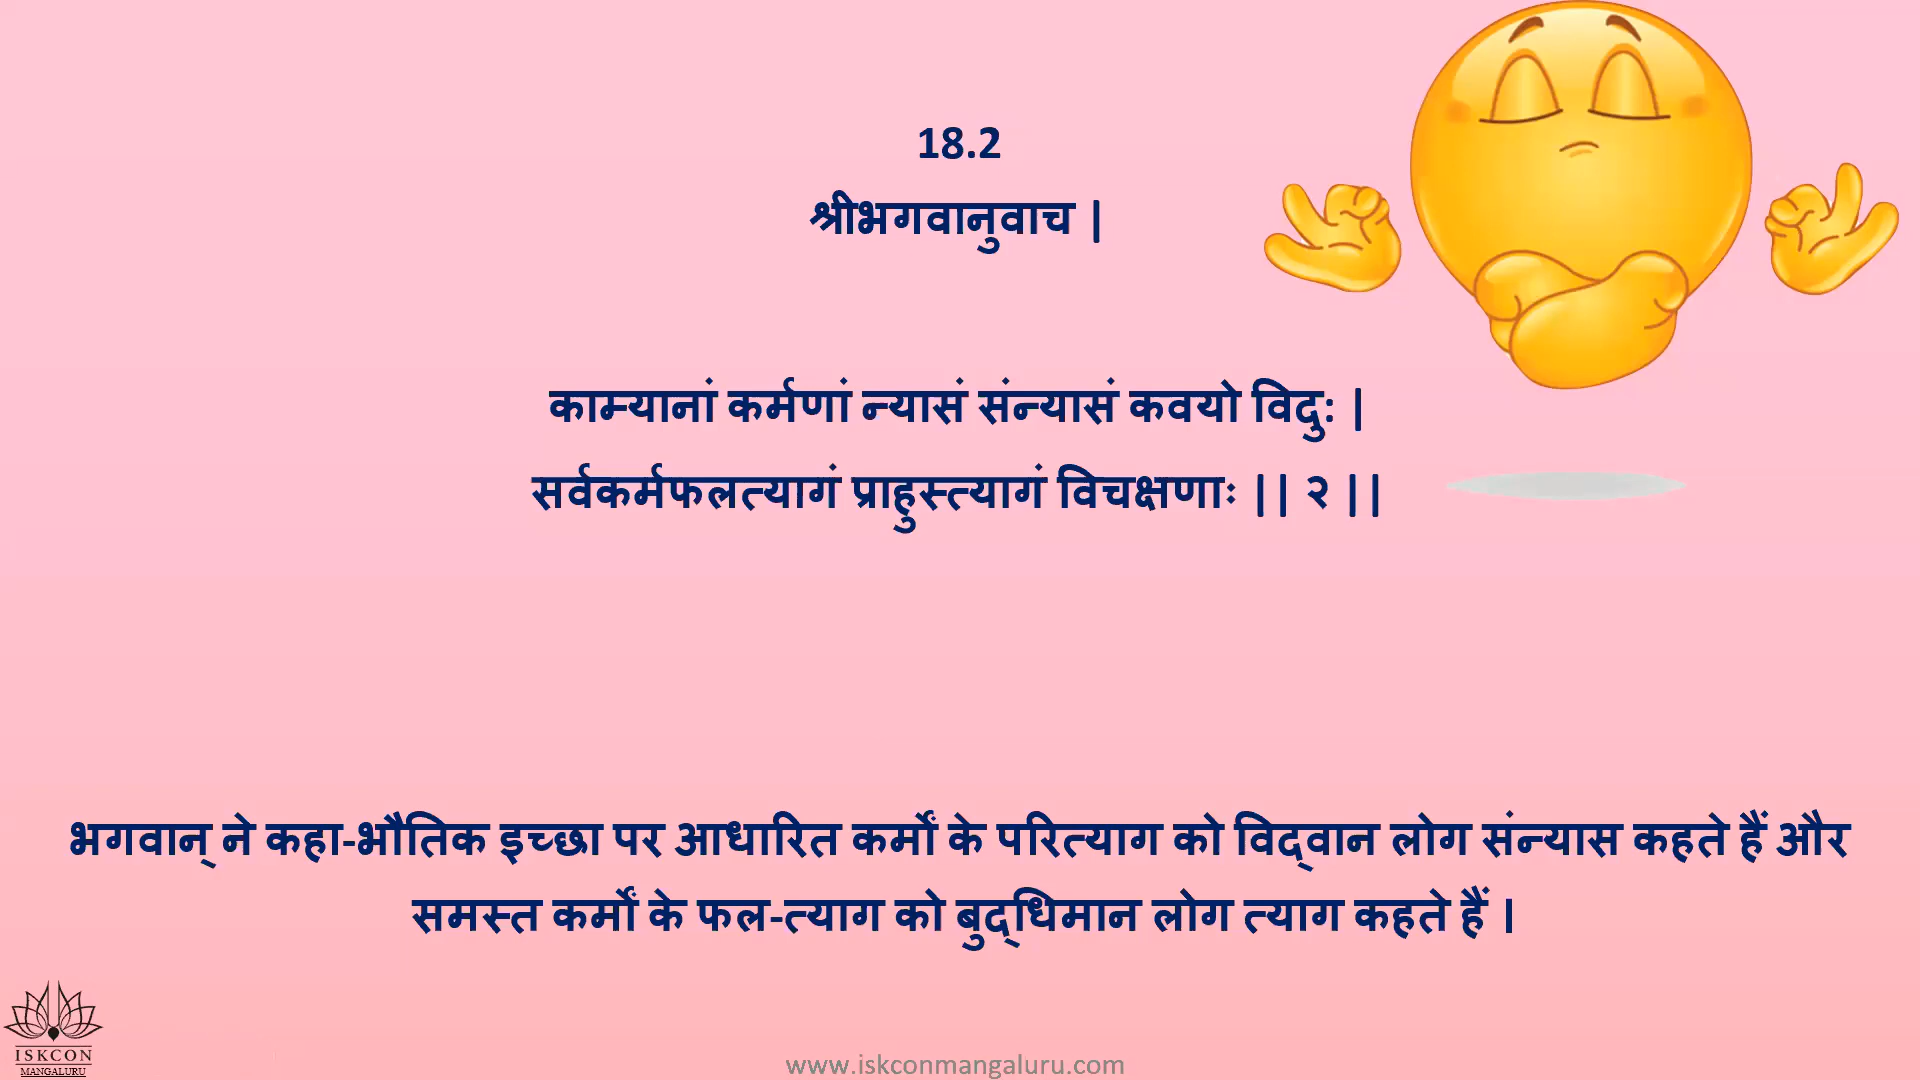 18.2
श्रीभगवानुवाच |
काम्यानां कर्मणां न्यासं संन्यासं कवयो विदुः |
सर्वकर्मफलत्यागं प्राहुस्त्यागं विचक्षणाः || २ ||
भगवान् ने कहा-भौतिक इच्छा पर आधारित कर्मों के परित्याग को विद्वान लोग संन्यास कहते हैं और
समस्त कर्मों के फल-त्याग को बुद्धिमान लोग त्याग कहते हैं ।
ISKCON
MANGALURU
www.iskconmangaluru.com